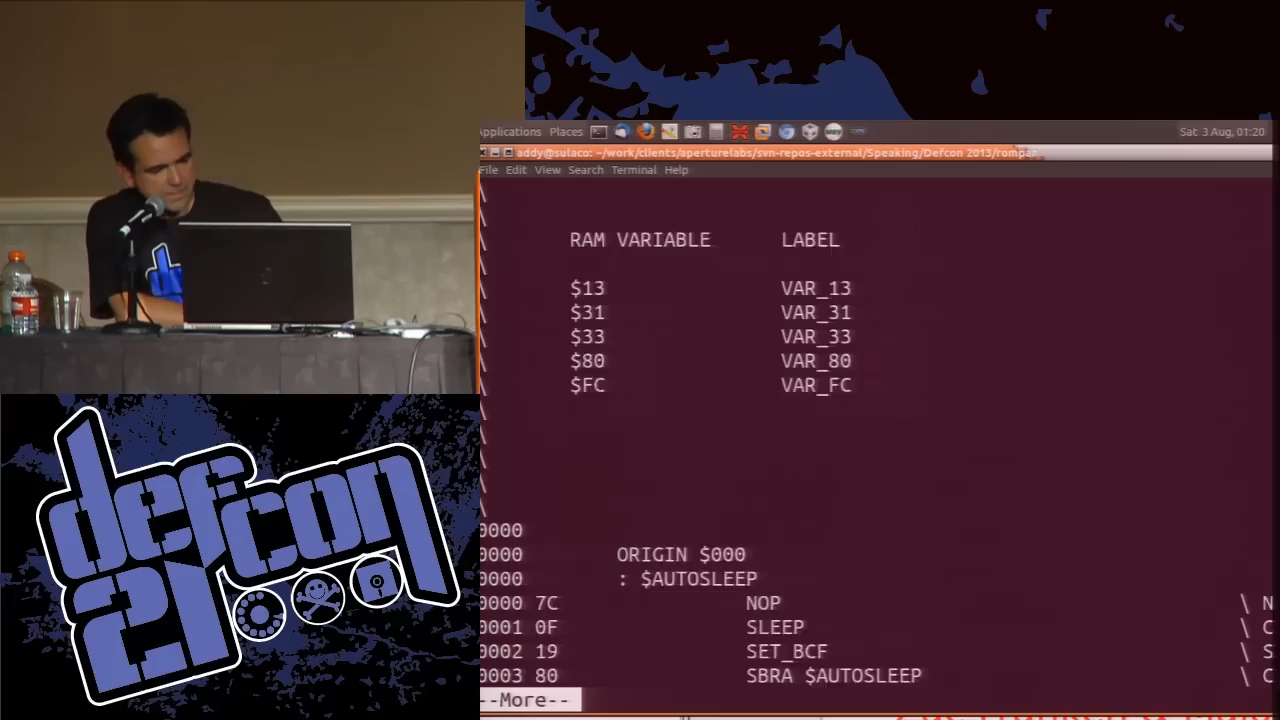 Applications Places
Sat 3 Aug, 01:20
addy@sulaco: ~/work/clients/aperturelabs/svn-repos-external/Speaking/Defcon 2013/rompar
File Edit View Search Terminal Help
\
\
\ RAM VARIABLE LABEL
\
\ $13 VAR_13
\ $31 VAR_31
\ $33 VAR_33
\ $80 VAR_80
\ $FC VAR_FC
\
\
\
\
\
0000
0000 ORIGIN $000
0000 : $AUTOSLEEP
0000 7C NOP \ N
0001 0F SLEEP \ C
0002 19 SET_BCF \ S
0003 80 SBRA $AUTOSLEEP \ C
--More--
defcon
21